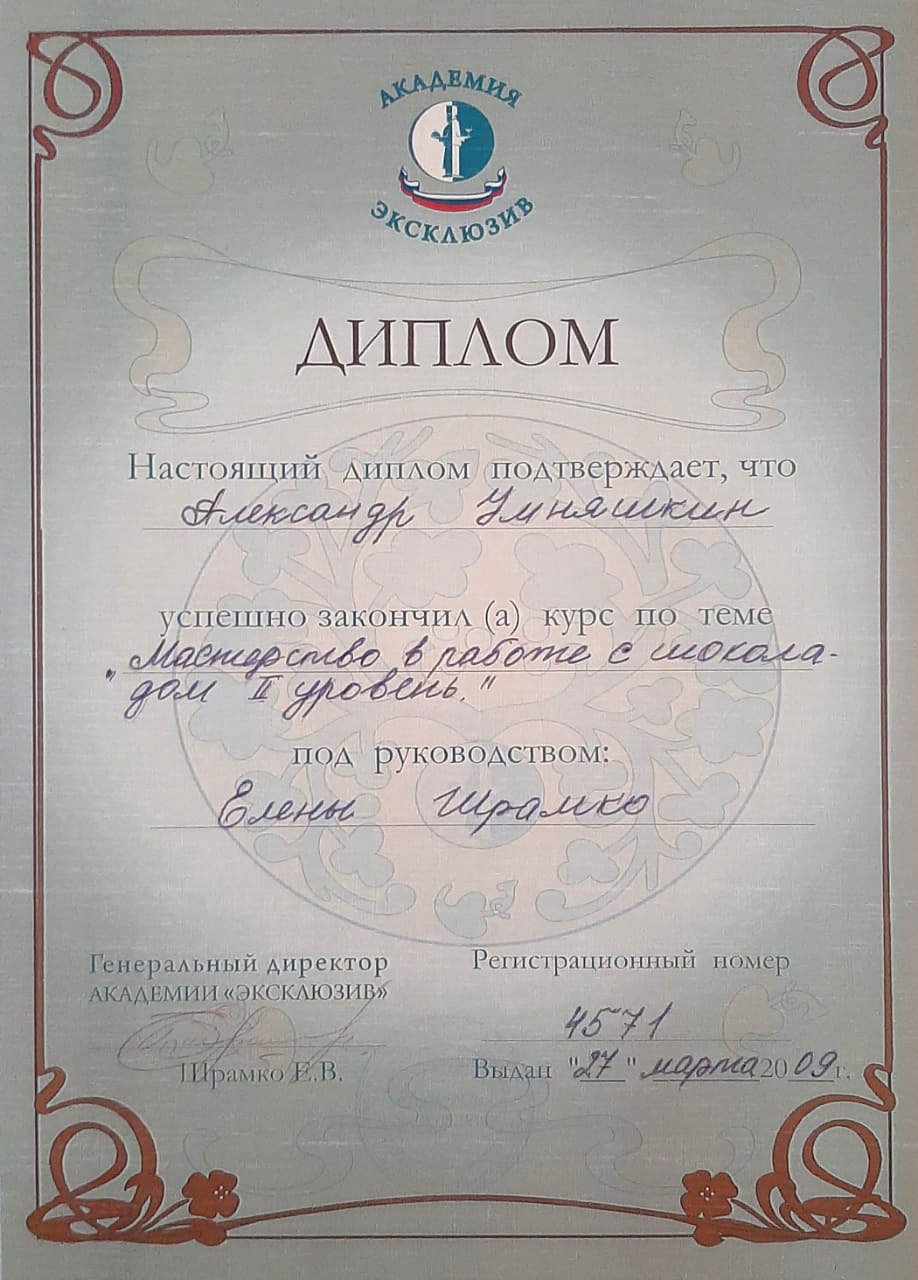 АКАДЕМИЯ
ЭКСКЛЮЗИВ
ДИПЛОМ
Настоящий диплом подтверждает, что
Александр Умняшкин
успешно закончил (а) курс по теме
„Мастерство в работе с шокола-
дом II уровень."
под руководством:
Елены Шрамко
Генеральный директор
АКАДЕМИИ «ЭКСКЛЮЗИВ»
Шрамко Е.В.
Регистрационный номер
4571
Выдан "27" марта 2009 г.